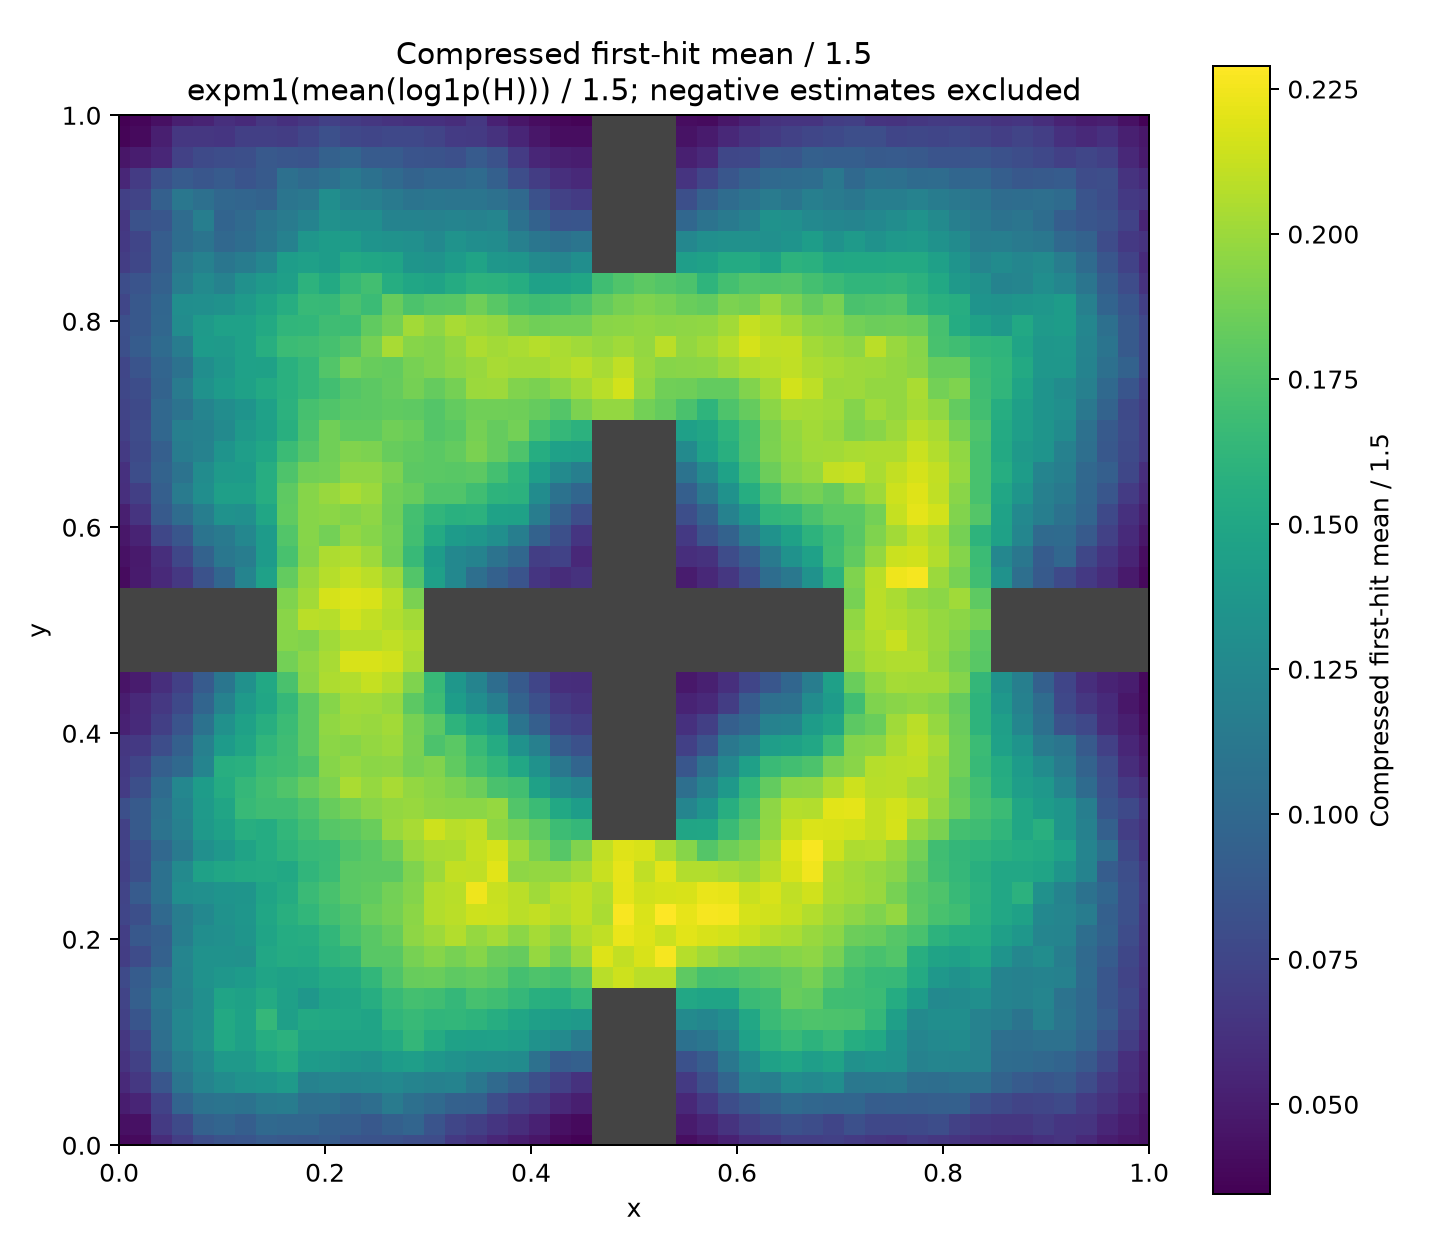 Compressed first-hit mean / 1.5
expm1(mean(log1p(H))) / 1.5; negative estimates excluded
1.0
0.8
0.6
0.4
0.2
0.0
y
0.0 0.2 0.4 0.6 0.8 1.0
x
0.225
0.200
0.175
0.150
0.125
0.100
0.075
0.050
Compressed first-hit mean / 1.5